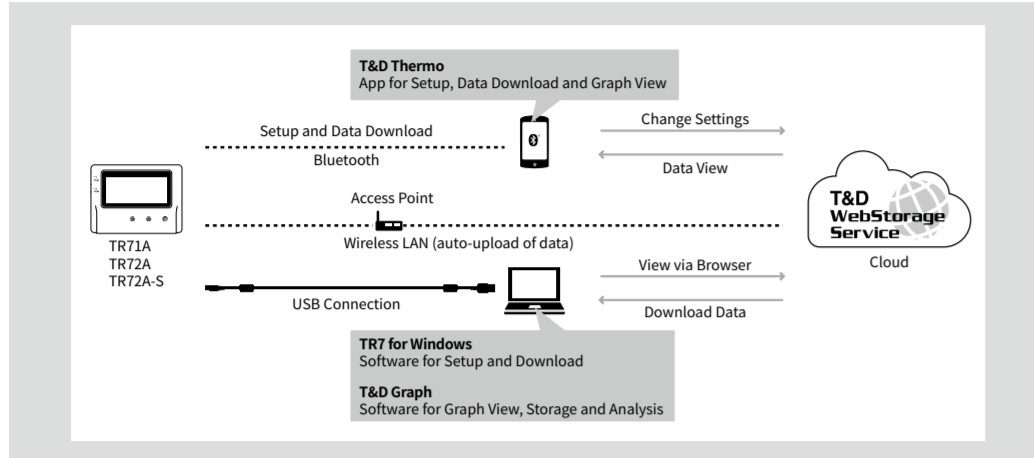 T&D Thermo
App for Setup, Data Download and Graph View
Setup and Data Download
Bluetooth
Change Settings
Data View
Access Point
Wireless LAN (auto-upload of data)
TR71A
TR72A
TR72A-S
T&D
WebStorage
Service
Cloud
USB Connection
View via Browser
Download Data
TR7 for Windows
Software for Setup and Download
T&D Graph
Software for Graph View, Storage and Analysis